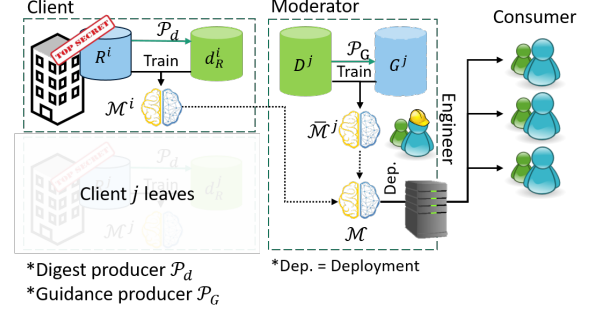 Client
Moderator
Consumer
TOP SECRET
R^i
𝒫_d
d_R^i
Train
ℳ^i
D^j
𝒫_G
G^j
Train
ℳ̄^j
Engineer
Client j leaves
Dep.
ℳ
*Digest producer 𝒫_d
*Guidance producer 𝒫_G
*Dep. = Deployment